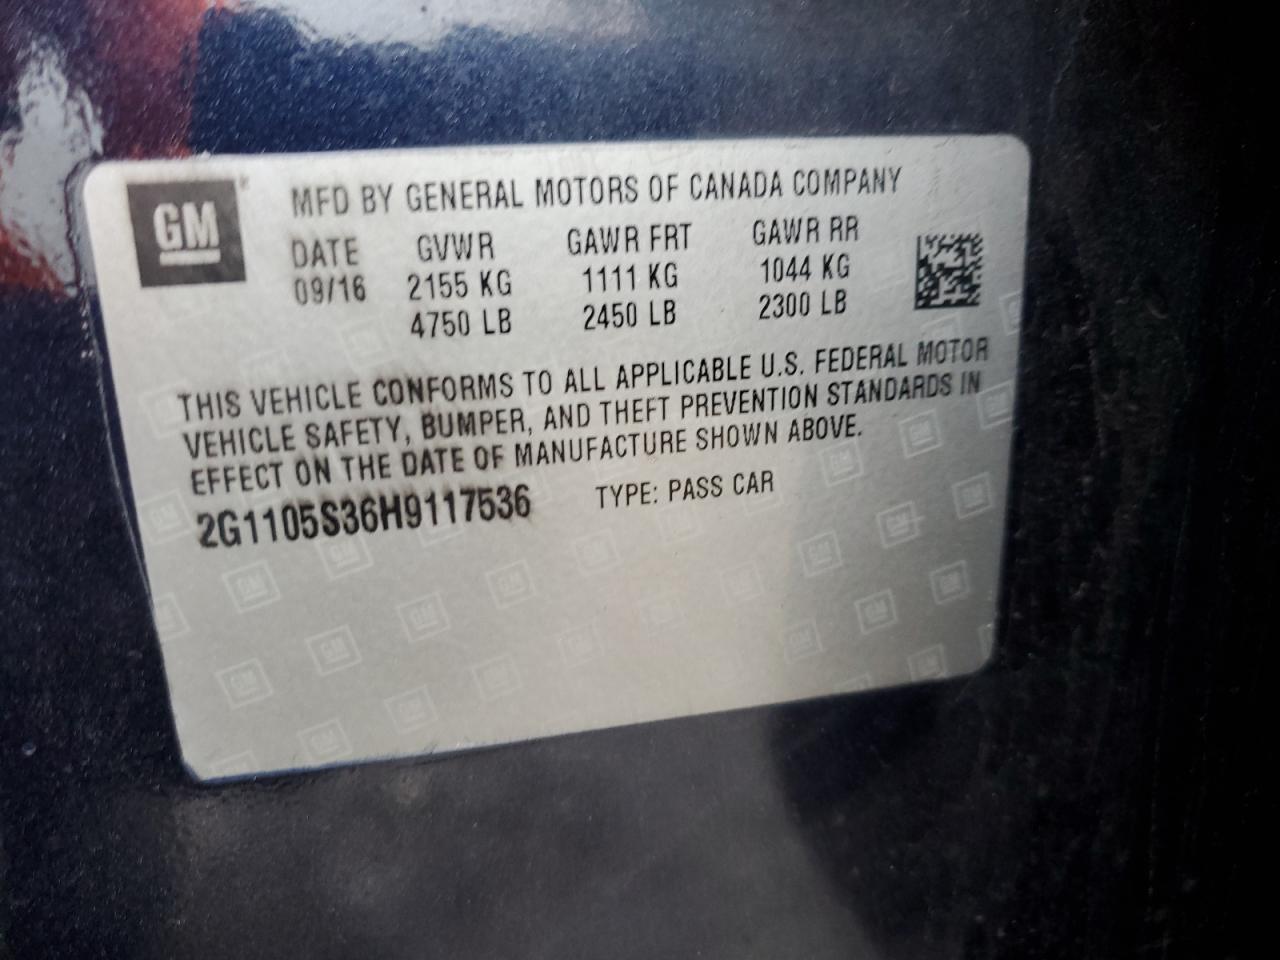 GM
MFD BY GENERAL MOTORS OF CANADA COMPANY
DATE GVWR GAWR FRT GAWR RR
09/16 2155 KG 1111 KG 1044 KG
4750 LB 2450 LB 2300 LB
THIS VEHICLE CONFORMS TO ALL APPLICABLE U.S. FEDERAL MOTOR
VEHICLE SAFETY, BUMPER, AND THEFT PREVENTION STANDARDS IN
EFFECT ON THE DATE OF MANUFACTURE SHOWN ABOVE.
2G1105S36H9117536 TYPE: PASS CAR